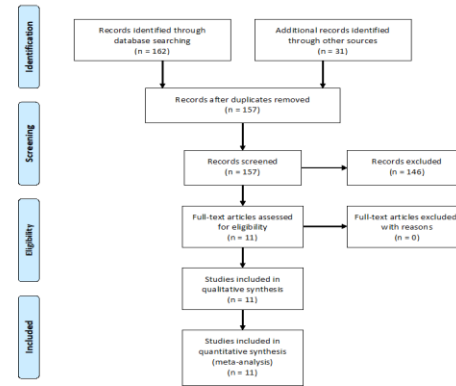 Identification
Records identified through
database searching
(n = 162)
Additional records identified
through other sources
(n = 31)
Records after duplicates removed
(n = 157)
Screening
Records screened
(n = 157)
Records excluded
(n = 146)
Eligibility
Full-text articles assessed
for eligibility
(n = 11)
Full-text articles excluded
with reasons
(n = 0)
Studies included in
qualitative synthesis
(n = 11)
Included
Studies included in
quantitative synthesis
(meta-analysis)
(n = 11)